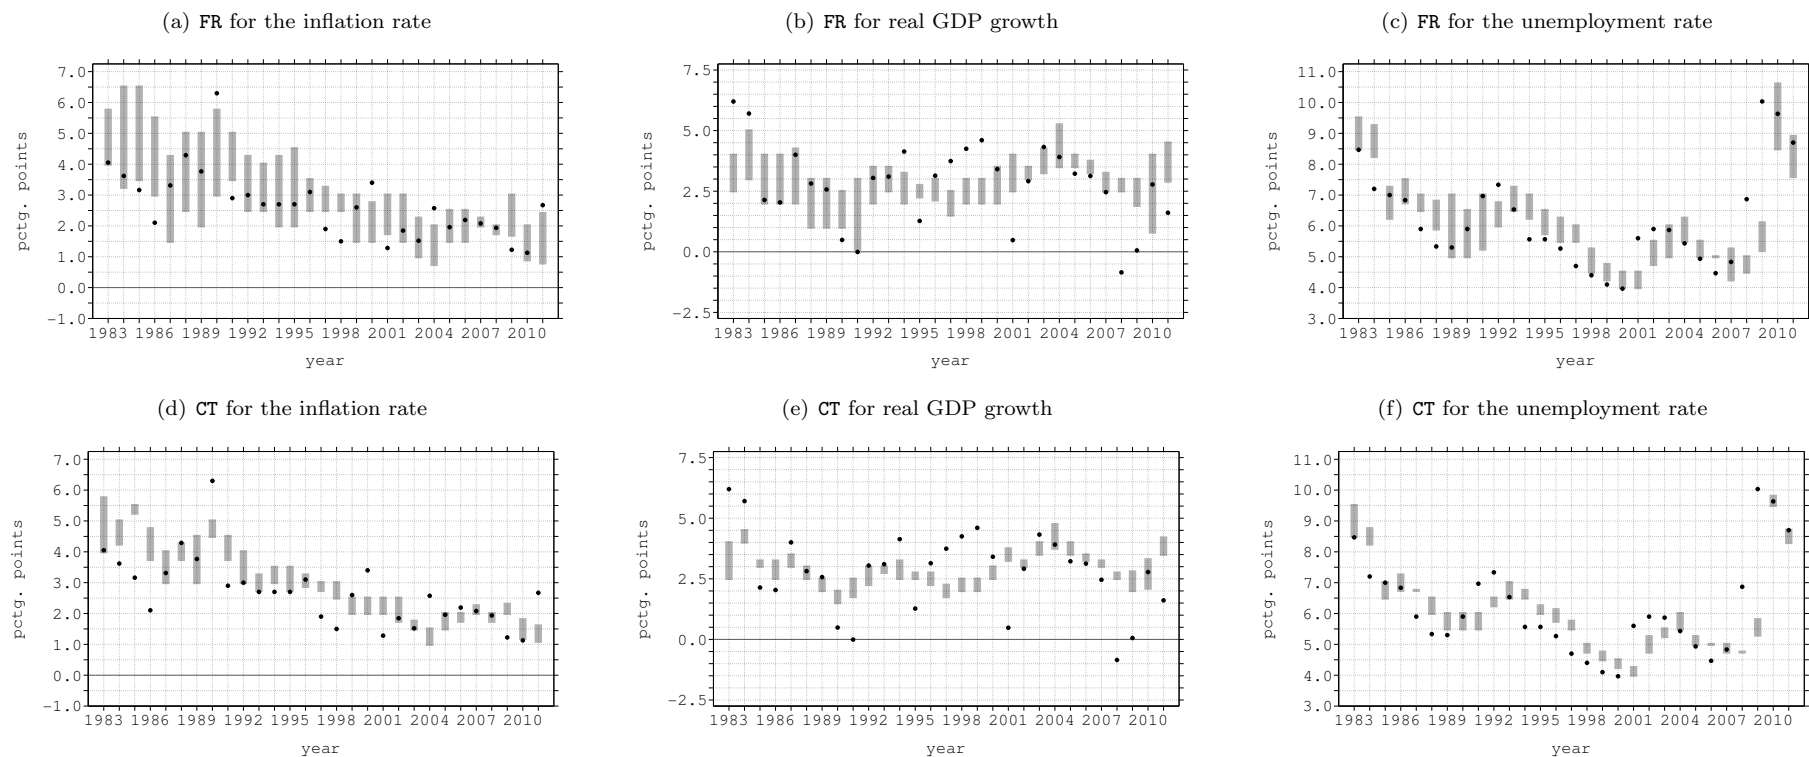 (a) FR for the inflation rate
7.0
6.0
5.0
4.0
3.0
2.0
1.0
0.0
−1.0
pctg. points
1983 1986 1989 1992 1995 1998 2001 2004 2007 2010
year
(b) FR for real GDP growth
7.5
5.0
2.5
0.0
−2.5
pctg. points
1983 1986 1989 1992 1995 1998 2001 2004 2007 2010
year
(c) FR for the unemployment rate
11.0
10.0
9.0
8.0
7.0
6.0
5.0
4.0
3.0
pctg. points
1983 1986 1989 1992 1995 1998 2001 2004 2007 2010
year
(d) CT for the inflation rate
7.0
6.0
5.0
4.0
3.0
2.0
1.0
0.0
−1.0
pctg. points
1983 1986 1989 1992 1995 1998 2001 2004 2007 2010
year
(e) CT for real GDP growth
7.5
5.0
2.5
0.0
−2.5
pctg. points
1983 1986 1989 1992 1995 1998 2001 2004 2007 2010
year
(f) CT for the unemployment rate
11.0
10.0
9.0
8.0
7.0
6.0
5.0
4.0
3.0
pctg. points
1983 1986 1989 1992 1995 1998 2001 2004 2007 2010
year